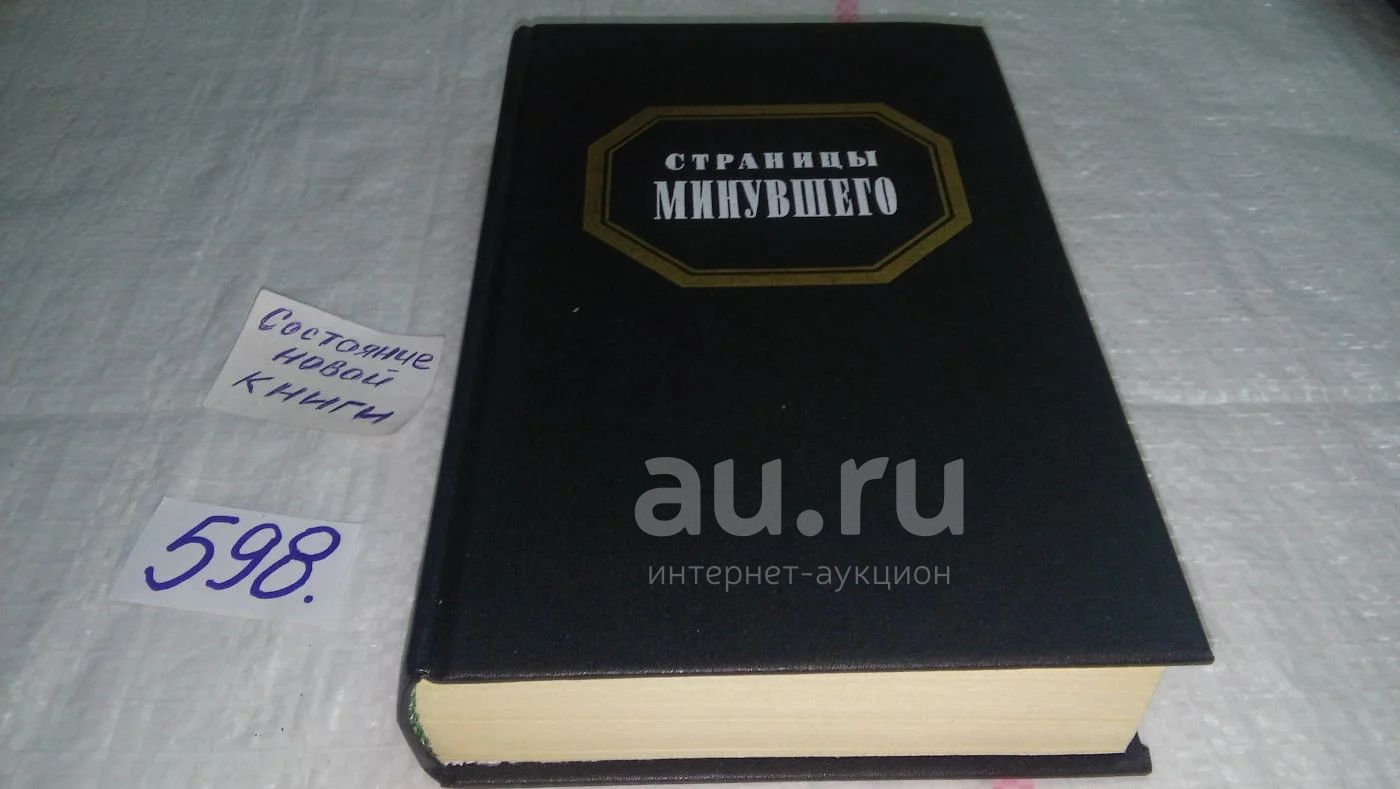 СТРАНИЦЫ
МИНУВШЕГО
Состояние
новой
книги
598.
au.ru
интернет-аукцион